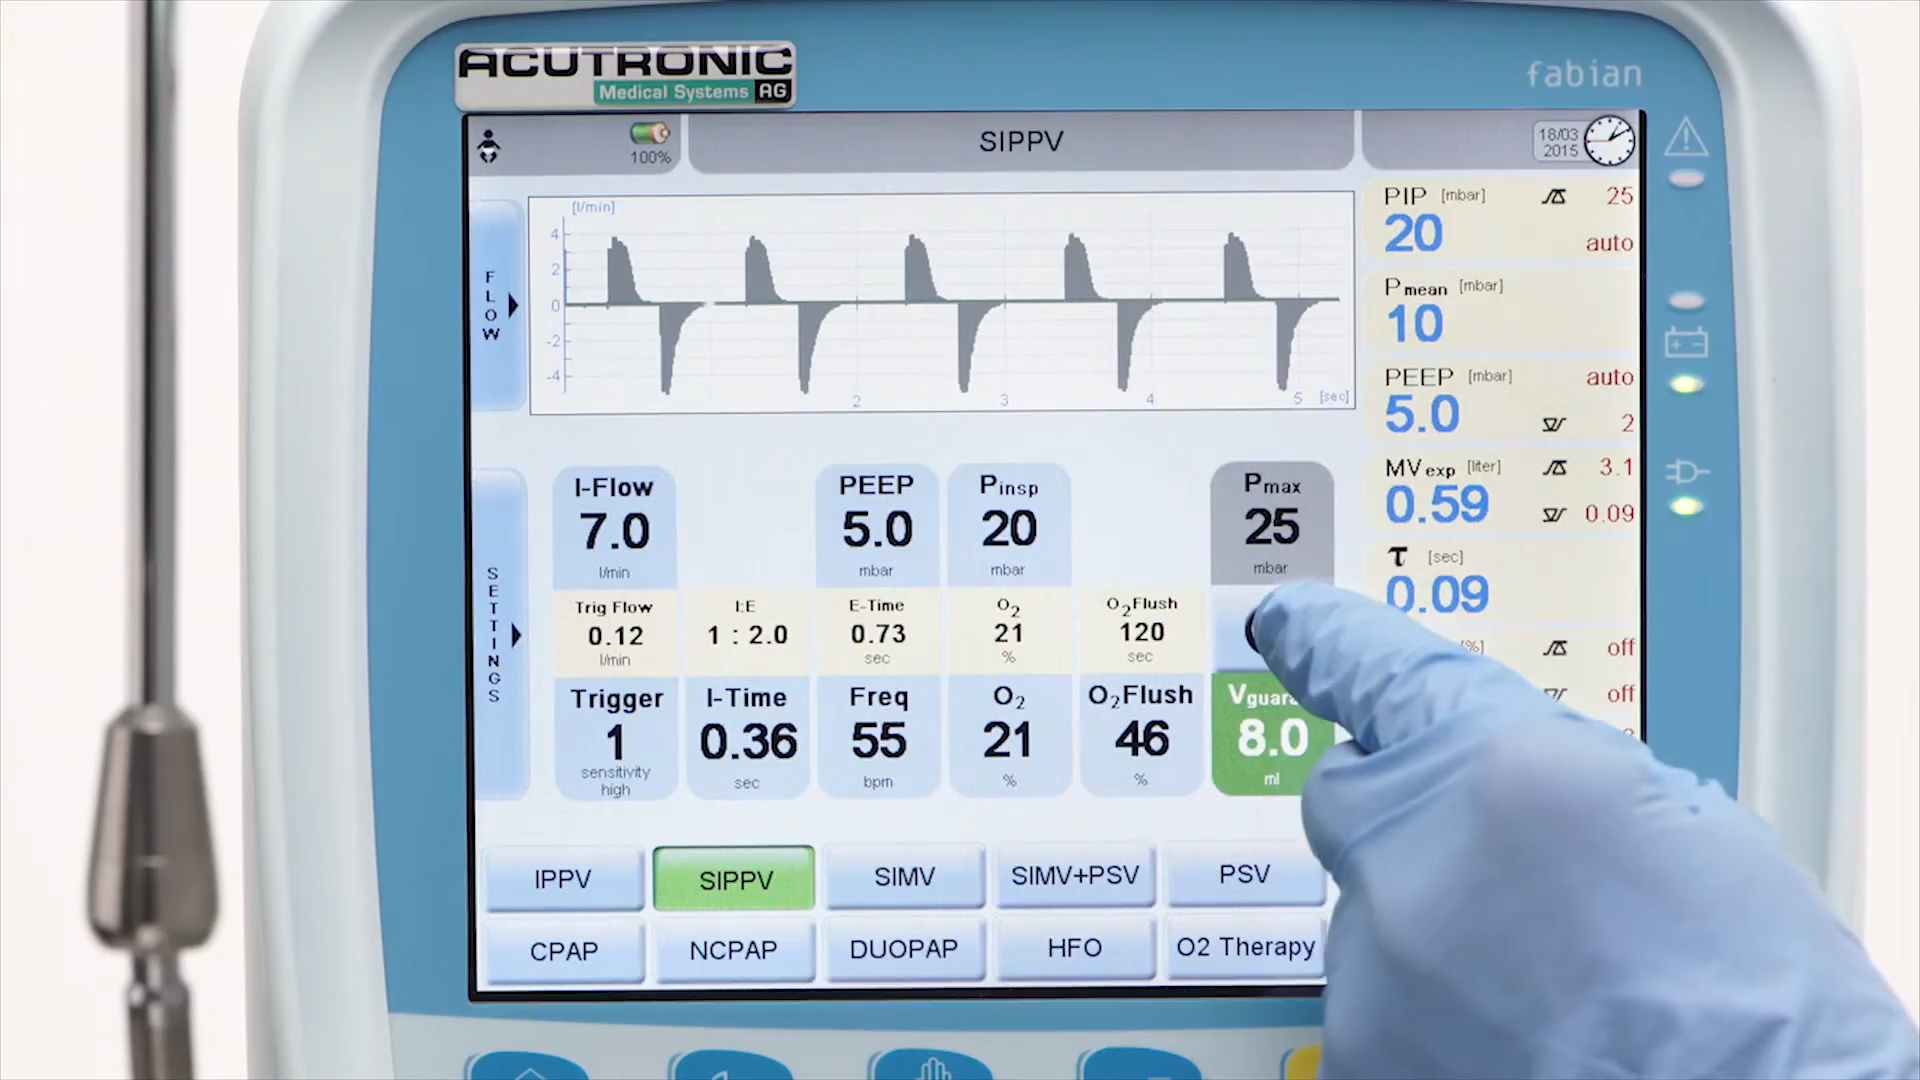 ACUTRONIC
Medical Systems AG
fabian
100%
SIPPV
18/03
2015
FLOW
[l/min]
4
2
0
-2
-4
2 3 4 5 [sec]
PIP [mbar] 25
20 auto
Pmean [mbar]
10
PEEP [mbar] auto
5.0 2
MVexp [liter] 3.1
0.59 0.09
τ [sec]
0.09
[%] off
off
SETTINGS
I-Flow
7.0
l/min
PEEP
5.0
mbar
Pinsp
20
mbar
Pmax
25
mbar
Trig Flow
0.12
l/min
I:E
1 : 2.0
E-Time
0.73
sec
O2
21
%
O2Flush
120
sec
Trigger
1
sensitivity
high
I-Time
0.36
sec
Freq
55
bpm
O2
21
%
O2Flush
46
%
Vguar
8.0
ml
IPPV SIPPV SIMV SIMV+PSV PSV
CPAP NCPAP DUOPAP HFO O2 Therapy